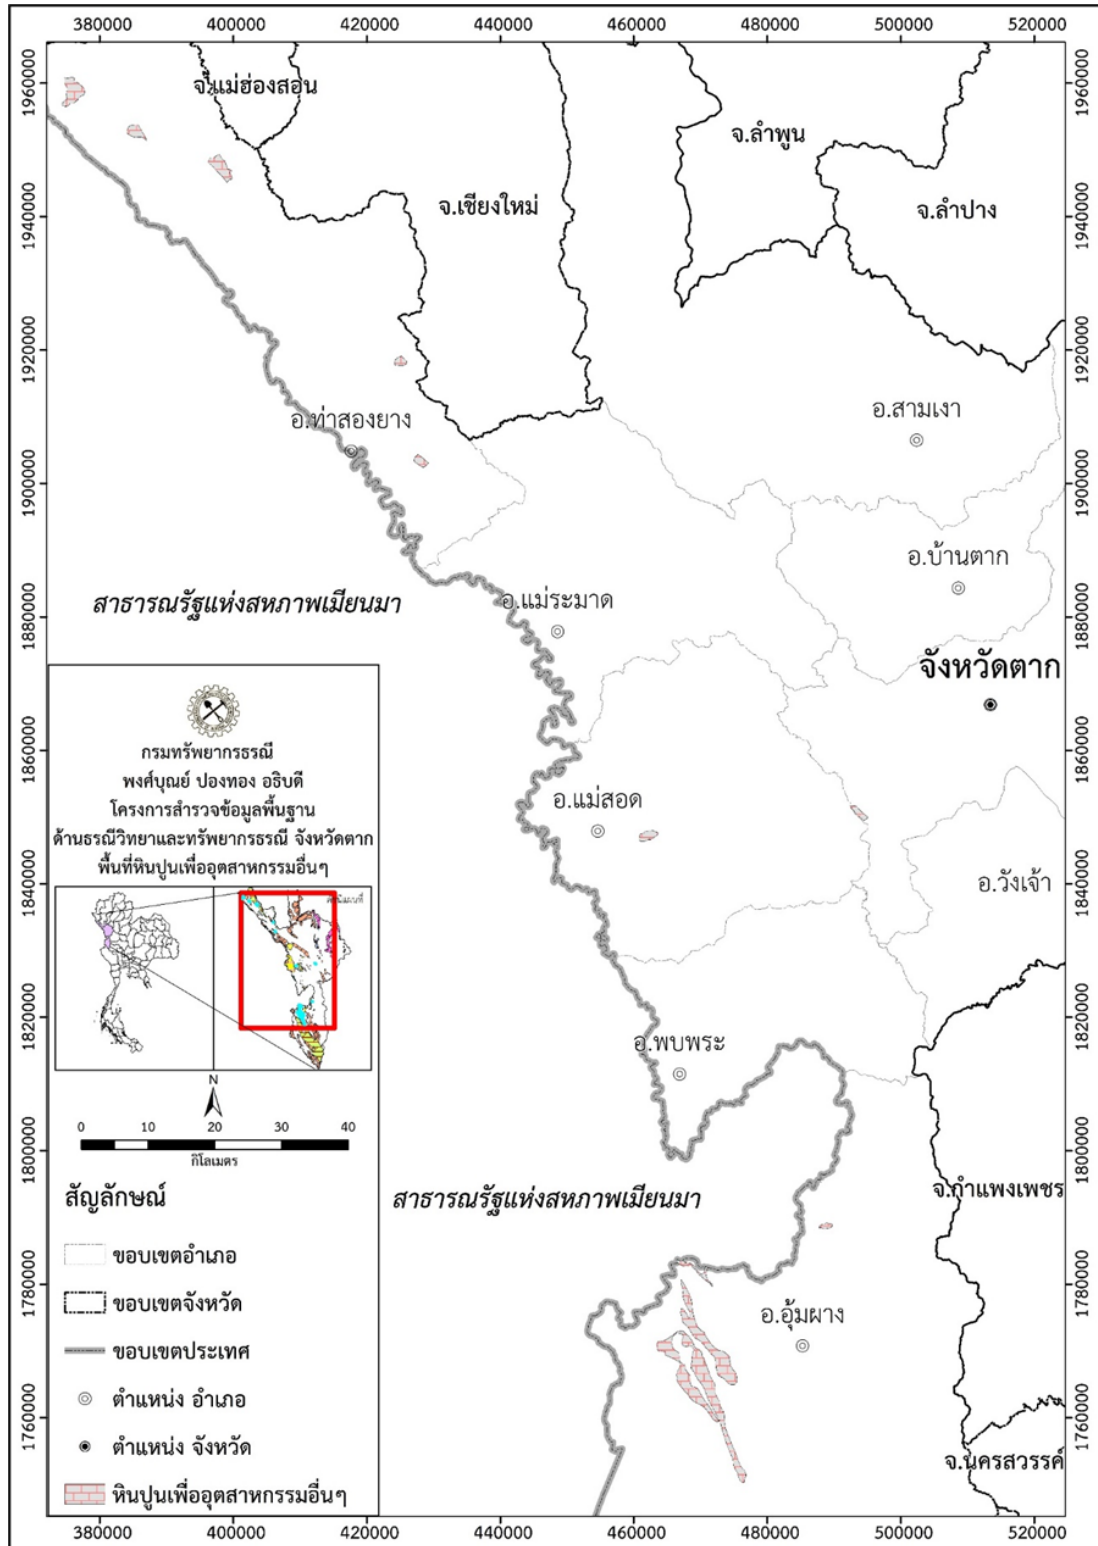 380000 400000 420000 440000 460000 480000 500000 520000
1960000 1960000
1940000 1940000
1920000 1920000
1900000 1900000
1880000 1880000
1860000 1860000
1840000 1840000
1820000 1820000
1800000 1800000
1780000 1780000
1760000 1760000
จ.แม่ฮ่องสอน
จ.ลำพูน
จ.เชียงใหม่
จ.ลำปาง
อ.ท่าสองยาง
อ.สามเงา
อ.บ้านตาก
สาธารณรัฐแห่งสหภาพเมียนมา
อ.แม่ระมาด
จังหวัดตาก
อ.แม่สอด
อ.วังเจ้า
อ.พบพระ
จ.กำแพงเพชร
สาธารณรัฐแห่งสหภาพเมียนมา
อ.อุ้มผาง
จ.นครสวรรค์
กรมทรัพยากรธรณี
พงศ์บุณย์ ปองทอง อธิบดี
โครงการสำรวจข้อมูลพื้นฐาน
ด้านธรณีวิทยาและทรัพยากรธรณี จังหวัดตาก
พื้นที่หินปูนเพื่ออุตสาหกรรมอื่นๆ
N
0 10 20 30 40
กิโลเมตร
สัญลักษณ์
ขอบเขตอำเภอ
ขอบเขตจังหวัด
ขอบเขตประเทศ
ตำแหน่ง อำเภอ
ตำแหน่ง จังหวัด
หินปูนเพื่ออุตสาหกรรมอื่นๆ
380000 400000 420000 440000 460000 480000 500000 520000